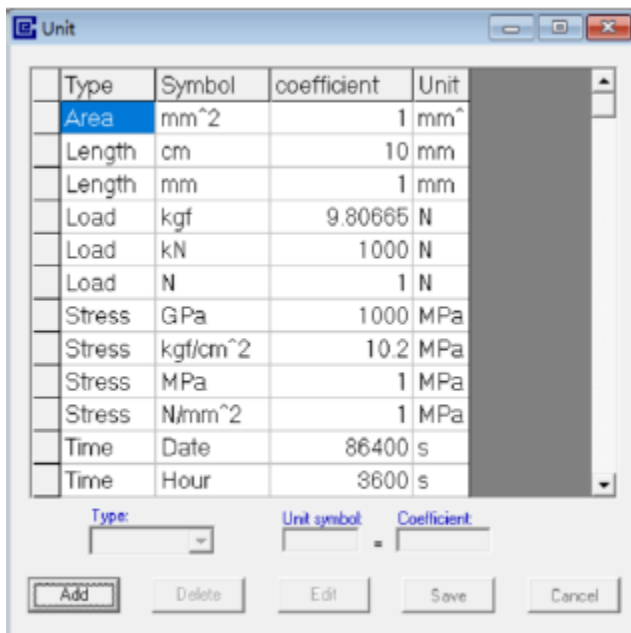 Unit
Type Symbol coefficient Unit
Area mm^2 1 mm^
Length cm 10 mm
Length mm 1 mm
Load kgf 9.80665 N
Load kN 1000 N
Load N 1 N
Stress GPa 1000 MPa
Stress kgf/cm^2 10.2 MPa
Stress MPa 1 MPa
Stress N/mm^2 1 MPa
Time Date 86400 s
Time Hour 3600 s
Type: Unit symbol: Coefficient:
=
Add Delete Edit Save Cancel